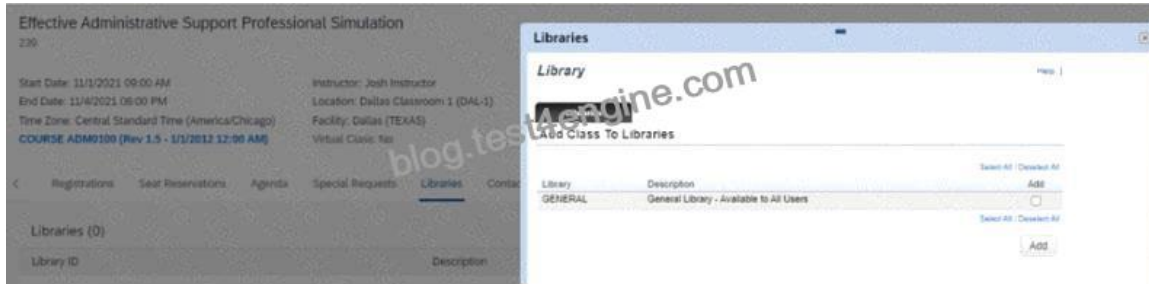 Effective Administrative Support Professional Simulation
239
Start Date: 11/1/2021 09:00 AM
End Date: 11/4/2021 08:00 PM
Time Zone: Central Standard Time (America/Chicago)
COURSE ADM0100 (Rev 1.5 - 1/1/2012 12:00 AM)
Instructor: Josh Instructor
Location: Dallas Classroom 1 (DAL-1)
Facility: Dallas (TEXAS)
Virtual Class: No
< Registrations Seat Reservations Agenda Special Requests Libraries Contac
Libraries (0)
Library ID Description
Libraries
Library
Help |
Add Class To Libraries
Select All / Deselect All
Library Description Add
GENERAL General Library - Available to All Users
Select All / Deselect All
Add
blog.test4engine.com